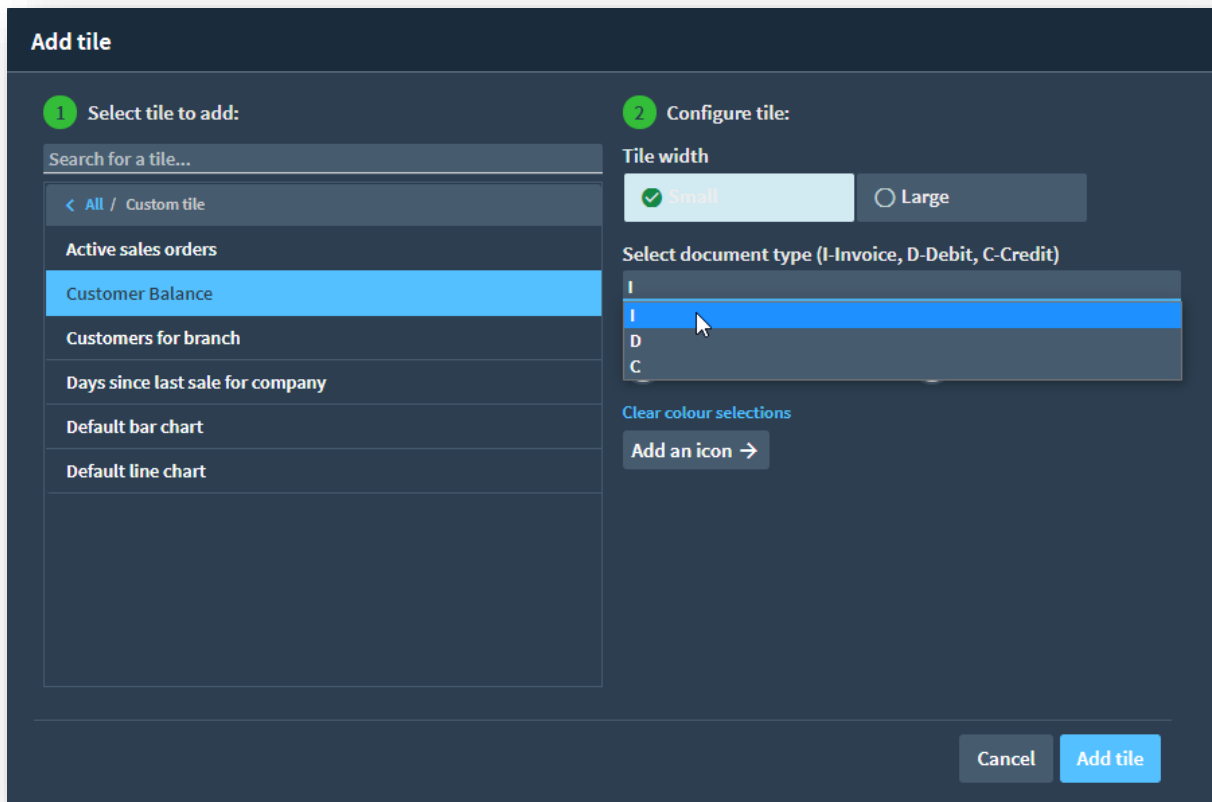 Add tile
1 Select tile to add:
Search for a tile...
All / Custom tile
Active sales orders
Customer Balance
Customers for branch
Days since last sale for company
Default bar chart
Default line chart
2 Configure tile:
Tile width
Small
Large
Select document type (I-Invoice, D-Debit, C-Credit)
I
I
D
C
Clear colour selections
Add an icon →
Cancel
Add tile